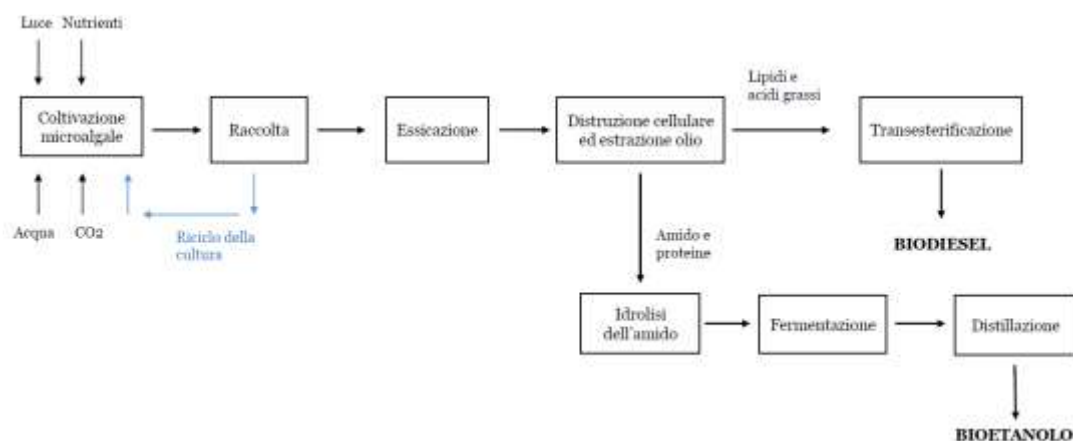 Luce Nutrienti
Coltivazione
microalgale
Raccolta
Essicazione
Distruzione cellulare
ed estrazione olio
Lipidi e
acidi grassi
Transesterificazione
Acqua CO2
Riciclo della
cultura
Amido e
proteine
BIODIESEL
Idrolisi
dell'amido
Fermentazione
Distillazione
BIOETANOLO